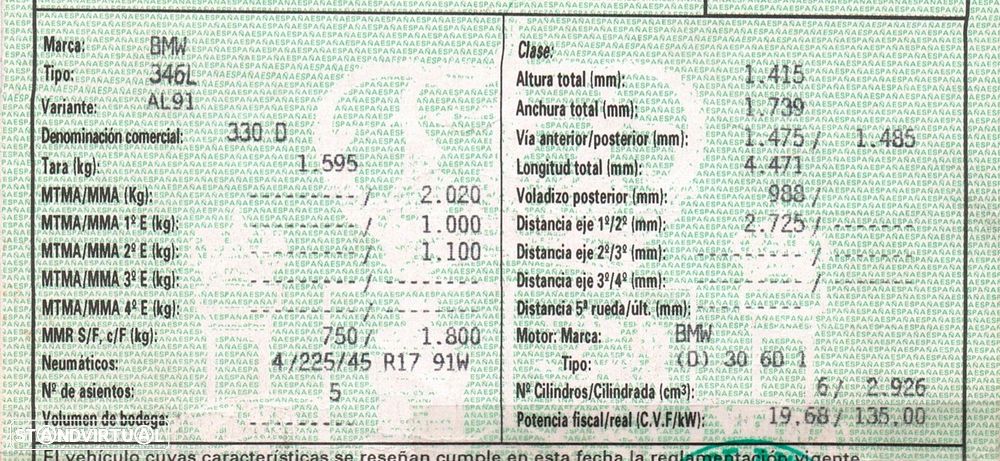 Marca: BMW
Tipo: 346L
Variante: AL91
Denominación comercial: 330 D
Tara (kg): 1.595
MTMA/MMA (Kg): ---------- / 2.020
MTMA/MMA 1º E (kg): ---------- / 1.000
MTMA/MMA 2º E (kg): ---------- / 1.100
MTMA/MMA 3º E (kg): ---------- / -------
MTMA/MMA 4º E (kg): ---------- / -------
MMR S/F, c/F (kg): 750/ 1.800
Neumáticos: 4/225/45 R17 91W
Nº de asientos: 5
Volumen de bodega: ----------
Clase:
Altura total (mm): 1.415
Anchura total (mm): 1.739
Vía anterior/posterior (mm): 1.475 / 1.485
Longitud total (mm): 4.471
Voladizo posterior (mm): 988/
Distancia eje 1º/2º (mm): 2.725 / -------
Distancia eje 2º/3º (mm): ------- / -------
Distancia eje 3º/4º (mm): ------- / -------
Distancia 5ª rueda/últ. (mm): -------
Motor: Marca: BMW
Tipo: (D) 30 6D 1
Nº Cilindros/Cilindrada (cm³): 6/ 2.926
Potencia fiscal/real (C.V.F/kW): 19.68/ 135.00
El vehículo cuyas características se reseñan cumple en esta fecha la reglamentación vigente
STANDVIRTUAL